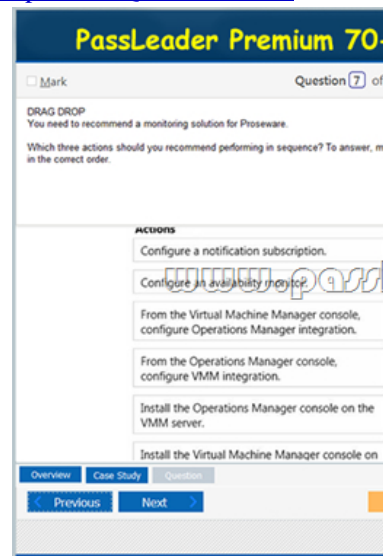 PassLeader Premium 70-
Mark
Question 7 of
DRAG DROP
You need to recommend a monitoring solution for Proseware.
Which three actions should you recommend performing in sequence? To answer, m
in the correct order.
Actions
Configure a notification subscription.
Configure an availability monitor.
www.pass
From the Virtual Machine Manager console,
configure Operations Manager integration.
From the Operations Manager console,
configure VMM integration.
Install the Operations Manager console on the
VMM server.
Install the Virtual Machine Manager console on
Overview Case Study Question
Previous Next